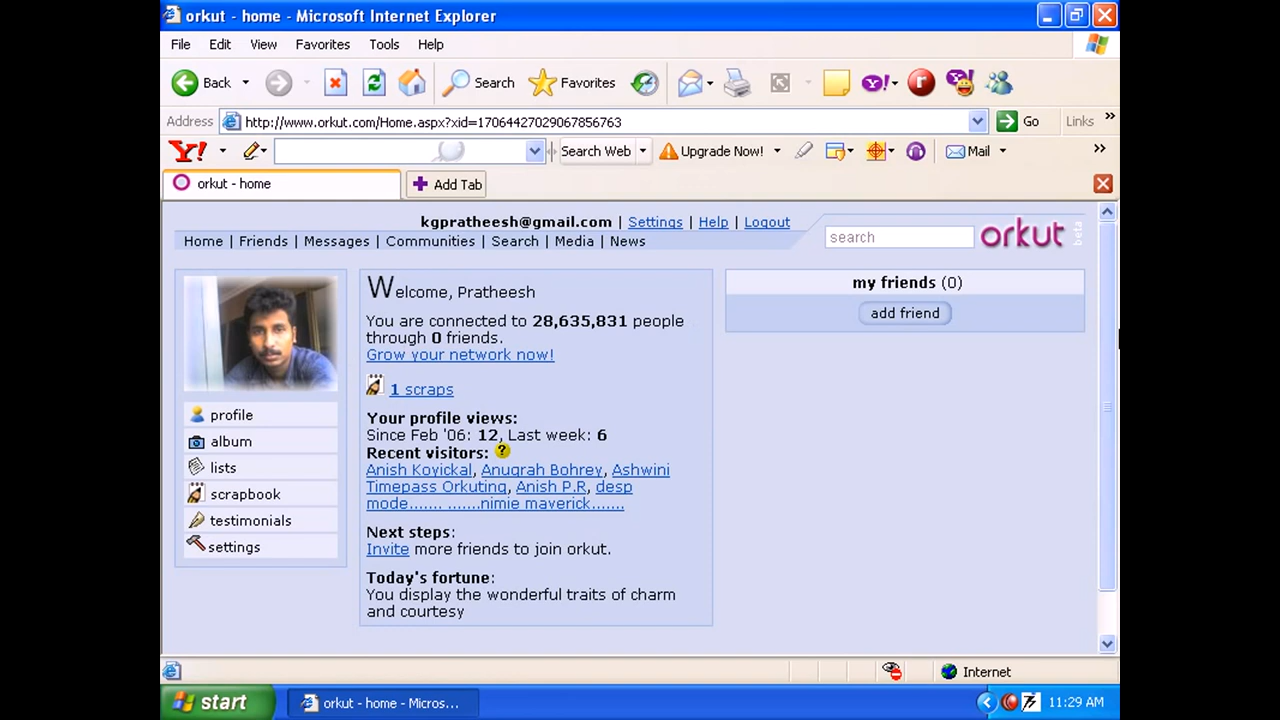 orkut - home - Microsoft Internet Explorer
File Edit View Favorites Tools Help
Back Search Favorites
Address http://www.orkut.com/Home.aspx?xid=17064427029067856763 Go Links »
Y! Search Web Upgrade Now! Mail »
orkut - home Add Tab
kgpratheesh@gmail.com | Settings | Help | Logout
Home | Friends | Messages | Communities | Search | Media | News
search orkut beta
profile
album
lists
scrapbook
testimonials
settings
Welcome, Pratheesh
You are connected to 28,635,831 people
through 0 friends.
Grow your network now!
1 scraps
Your profile views:
Since Feb '06: 12, Last week: 6
Recent visitors: ?
Anish Koyickal, Anugrah Bohrey, Ashwini
Timepass Orkuting, Anish P.R, desp
mode....... .......nimie maverick.......
Next steps:
Invite more friends to join orkut.
Today's fortune:
You display the wonderful traits of charm
and courtesy
my friends (0)
add friend
Internet
start orkut - home - Micros... 11:29 AM